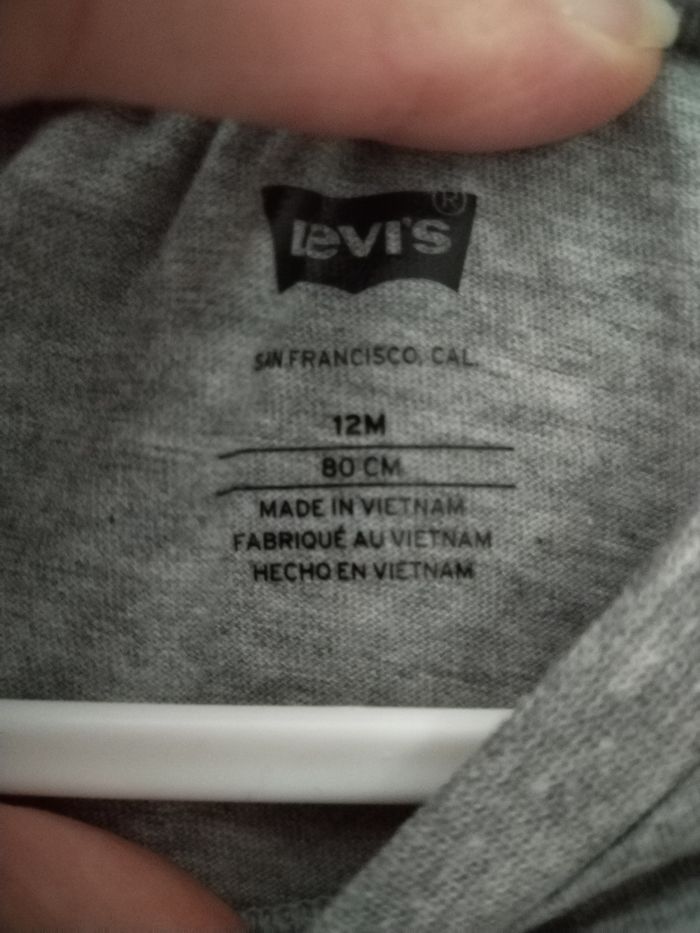 Levi's ®
SAN FRANCISCO, CAL.
12M
80 CM
MADE IN VIETNAM
FABRIQUÉ AU VIETNAM
HECHO EN VIETNAM